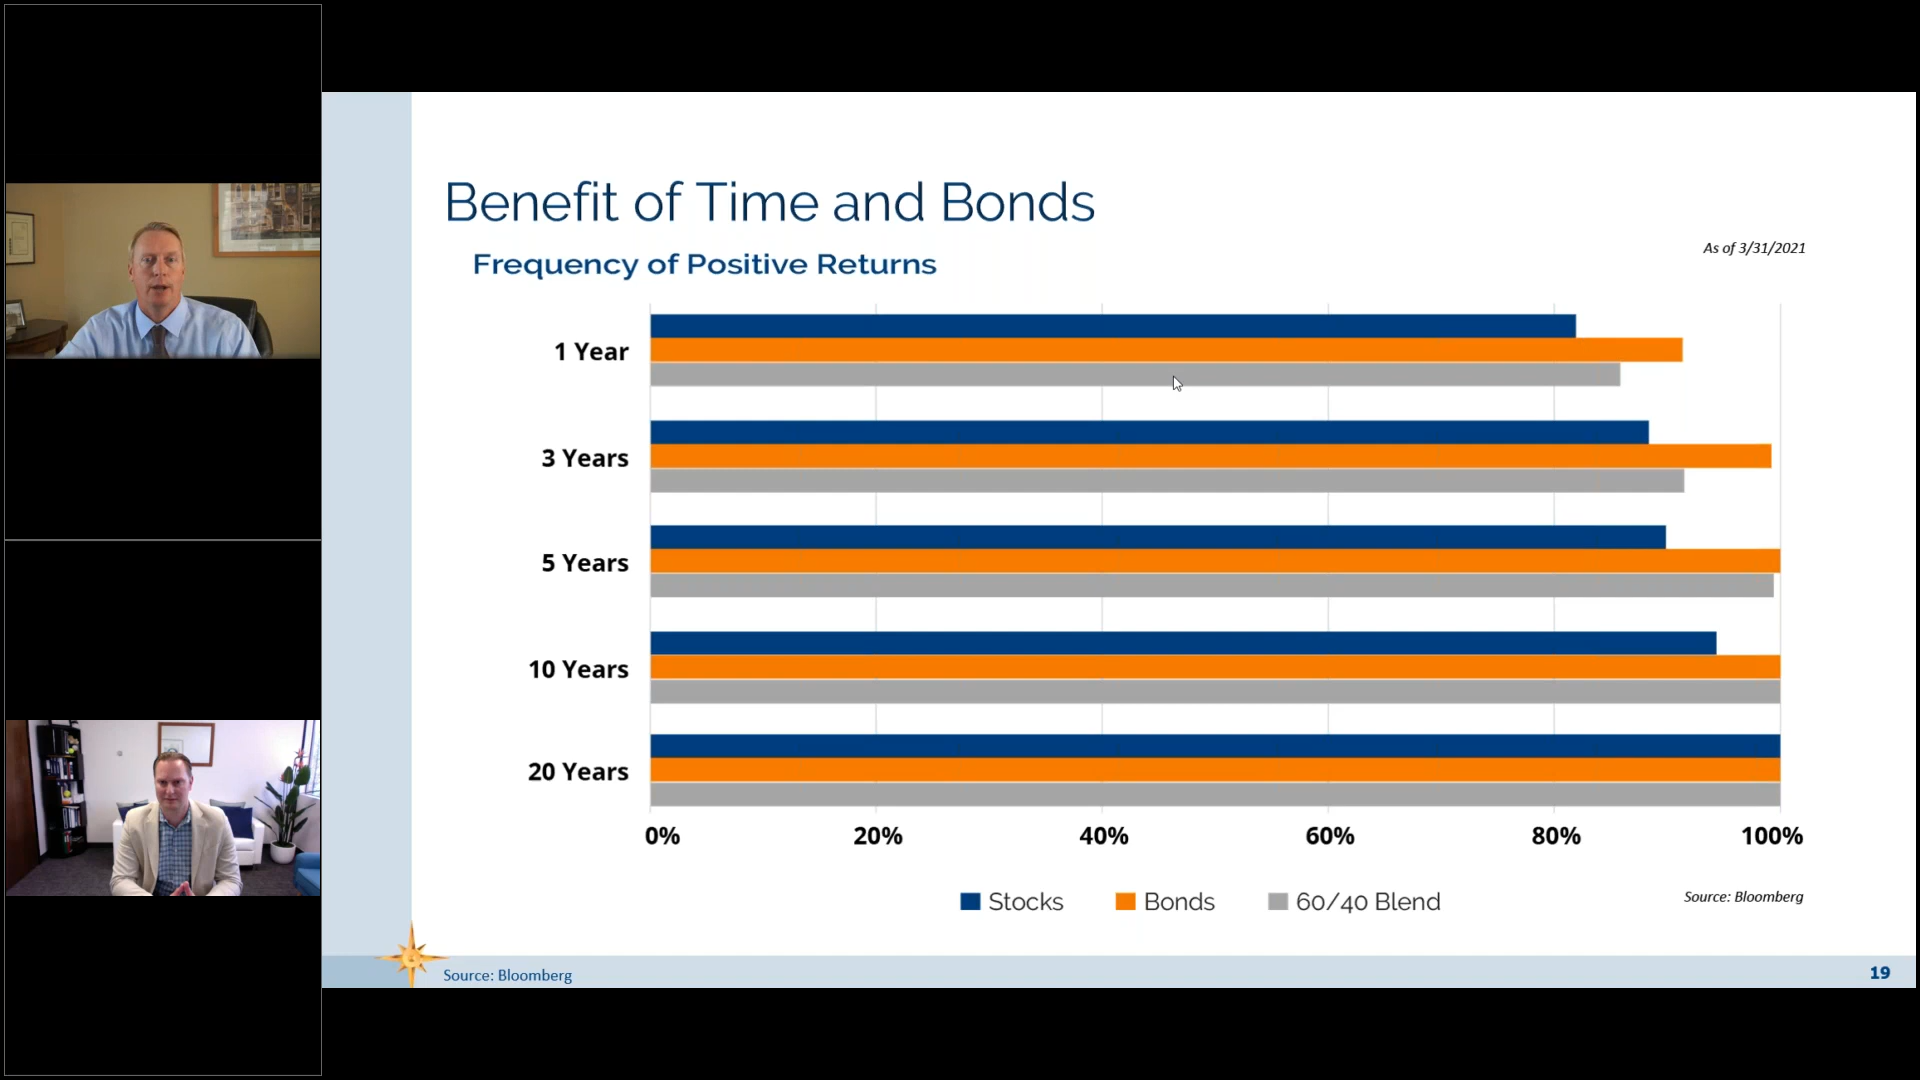 Benefit of Time and Bonds
Frequency of Positive Returns
As of 3/31/2021
1 Year
3 Years
5 Years
10 Years
20 Years
0% 20% 40% 60% 80% 100%
Stocks Bonds 60/40 Blend
Source: Bloomberg
Source: Bloomberg
19